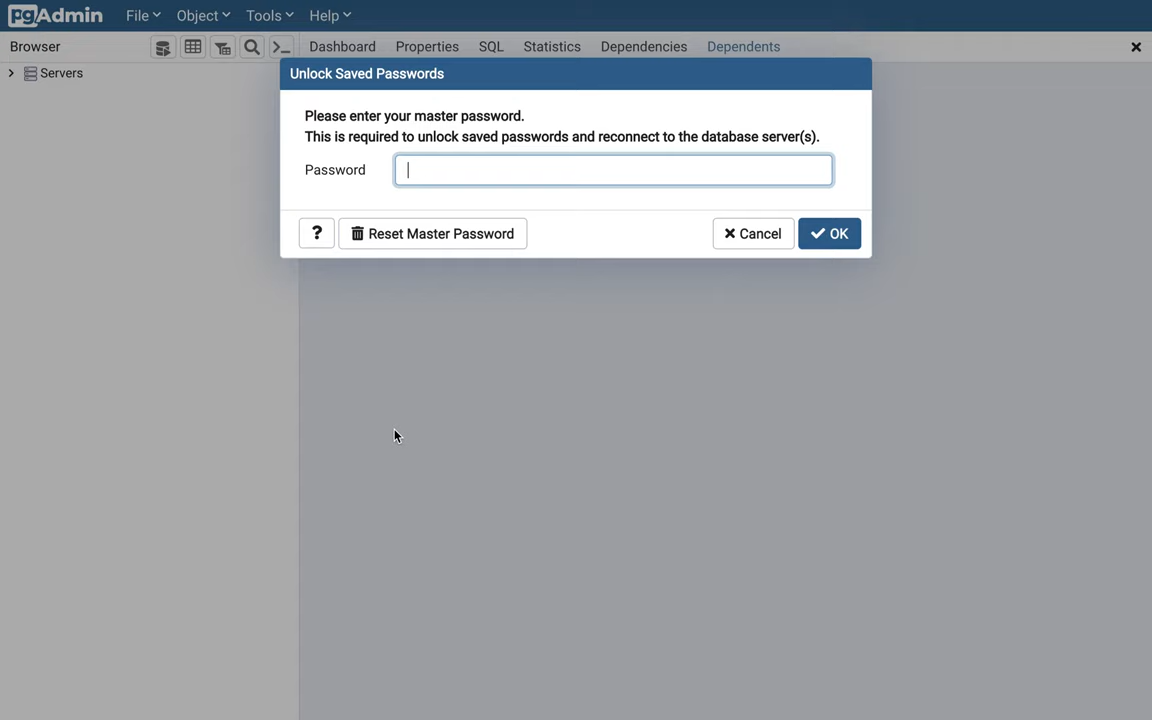 pgAdmin File Object Tools Help
Browser Dashboard Properties SQL Statistics Dependencies Dependents
Servers
Unlock Saved Passwords
Please enter your master password.
This is required to unlock saved passwords and reconnect to the database server(s).
Password
? Reset Master Password Cancel OK